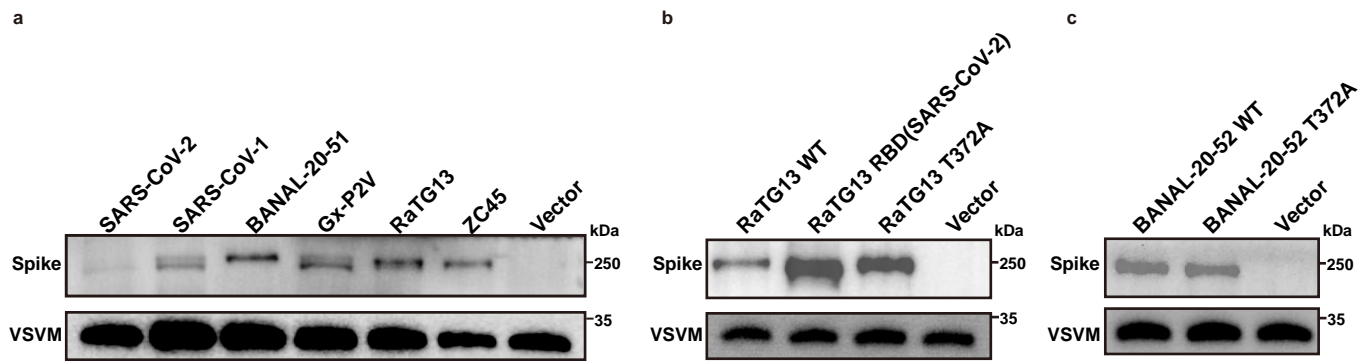 a
b
c
SARS-CoV-2
SARS-CoV-1
BANAL-20-51
Gx-P2V
RaTG13
ZC45
Vector
kDa
Spike
250
VSVM
35
RaTG13 WT
RaTG13 RBD(SARS-CoV-2)
RaTG13 T372A
Vector
kDa
Spike
250
VSVM
35
BANAL-20-52 WT
BANAL-20-52 T372A
Vector
kDa
Spike
250
VSVM
35